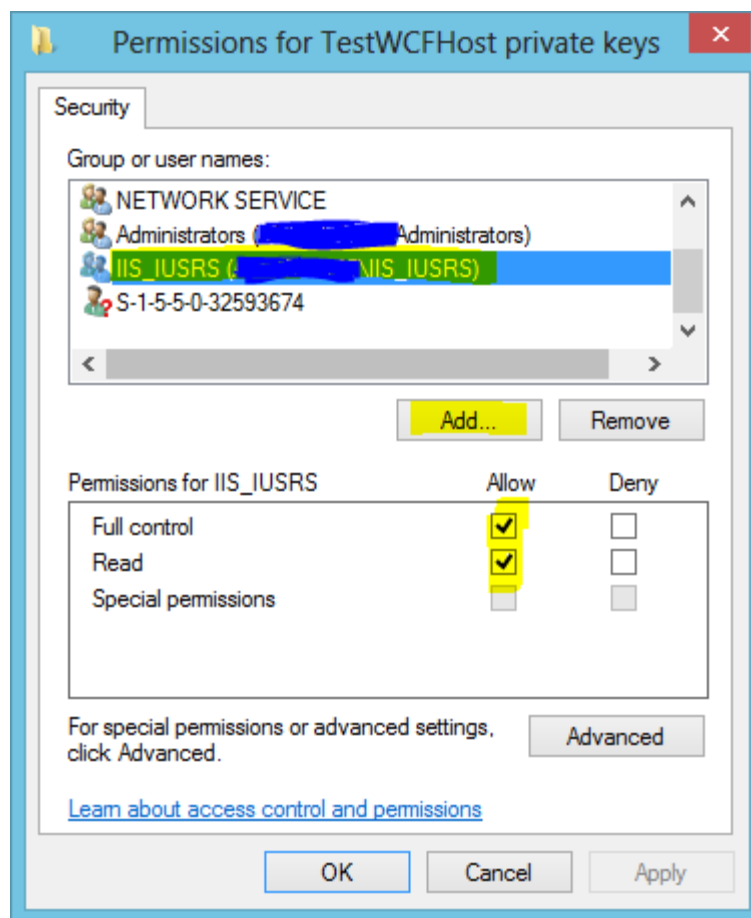 Permissions for TestWCFHost private keys
Security
Group or user names:
NETWORK SERVICE
Administrators ( Administrators)
IIS_IUSRS ( \IIS_IUSRS)
S-1-5-5-0-32593674
Add...
Remove
Permissions for IIS_IUSRS Allow Deny
Full control
Read
Special permissions
For special permissions or advanced settings,
click Advanced.
Advanced
Learn about access control and permissions
OK Cancel Apply